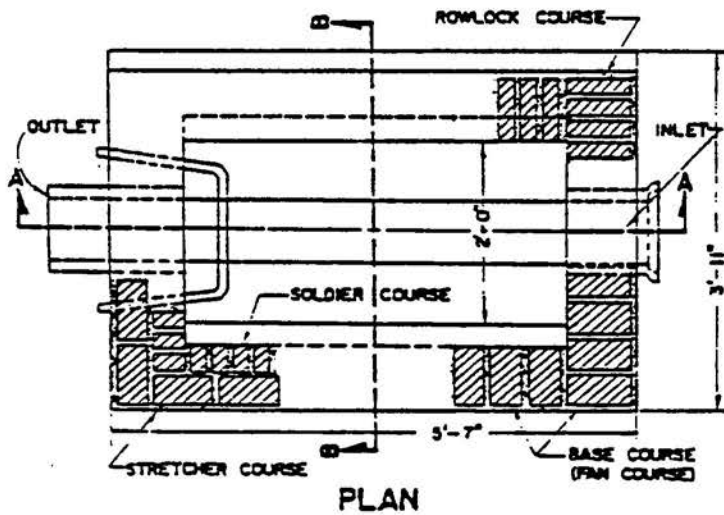 B
ROWLOCK COURSE
OUTLET
INLET
A
A
2'-0"
3'-11"
SOLDIER COURSE
B
5'-7"
STRETCHER COURSE
BASE COURSE
(FAN COURSE)
PLAN